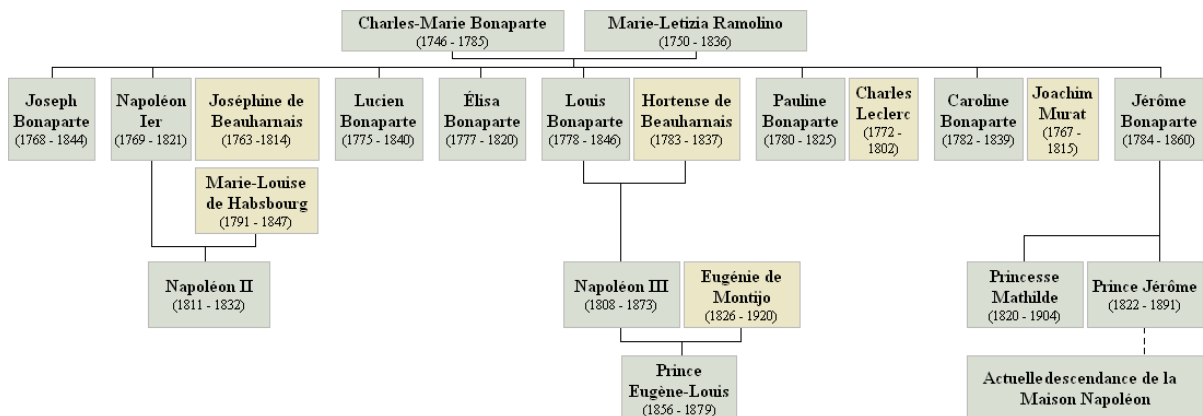 Charles-Marie Bonaparte
(1746 - 1785)
Marie-Letizia Ramolino
(1750 - 1836)
Joseph
Bonaparte
(1768 - 1844)
Napoléon
Ier
(1769 - 1821)
Joséphine de
Beauharnais
(1763 -1814)
Lucien
Bonaparte
(1775 - 1840)
Élisa
Bonaparte
(1777 - 1820)
Louis
Bonaparte
(1778 - 1846)
Hortense de
Beauharnais
(1783 - 1837)
Pauline
Bonaparte
(1780 - 1825)
Charles
Leclerc
(1772 -
1802)
Caroline
Bonaparte
(1782 - 1839)
Joachim
Murat
(1767 -
1815)
Jérôme
Bonaparte
(1784 - 1860)
Marie-Louise
de Habsbourg
(1791 - 1847)
Napoléon II
(1811 - 1832)
Napoléon III
(1808 - 1873)
Eugénie de
Montijo
(1826 - 1920)
Princesse
Mathilde
(1820 - 1904)
Prince Jérôme
(1822 - 1891)
Prince
Eugène-Louis
(1856 - 1879)
Actuelle descendance de la
Maison Napoléon